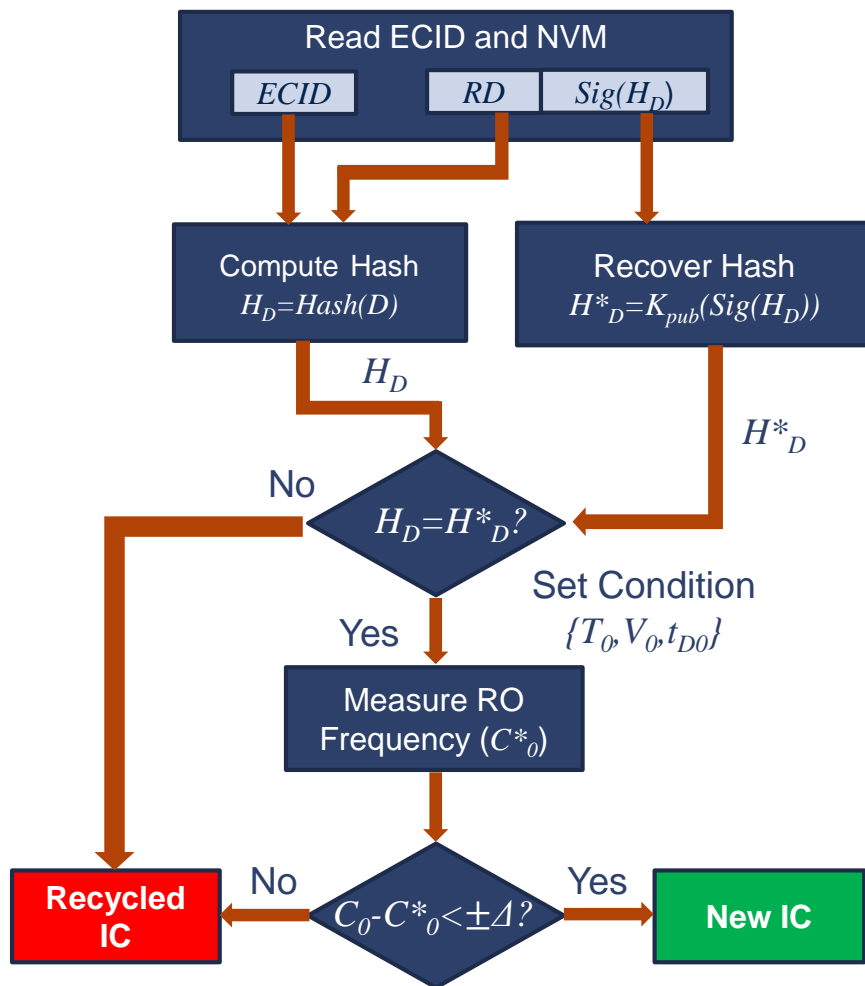 Read ECID and NVM
ECID RD Sig(H_D)
Compute Hash
H_D=Hash(D)
Recover Hash
H*_D=K_pub(Sig(H_D))
H_D
H*_D
No
H_D=H*_D?
Set Condition
{T_0,V_0,t_D0}
Yes
Measure RO
Frequency (C*_0)
Recycled
IC
No
C_0-C*_0<±Δ?
Yes
New IC